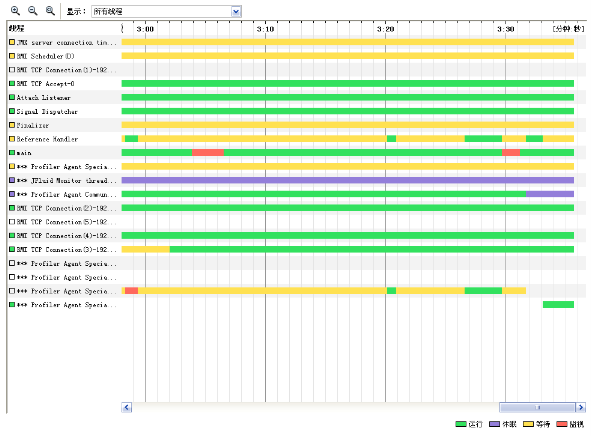 显示： 所有线程
线程 3:00 3:10 3:20 3:30 [分钟:秒]
JMX server connection tim...
RMI Scheduler(0)
RMI TCP Connection(1)-192...
RMI TCP Accept-0
Attach Listener
Signal Dispatcher
Finalizer
Reference Handler
main
*** Profiler Agent Specia...
*** JFluid Monitor thread...
*** Profiler Agent Commun...
RMI TCP Connection(2)-192...
RMI TCP Connection(5)-192...
RMI TCP Connection(4)-192...
RMI TCP Connection(3)-192...
*** Profiler Agent Specia...
*** Profiler Agent Specia...
*** Profiler Agent Specia...
*** Profiler Agent Specia...
运行 休眠 等待 监视